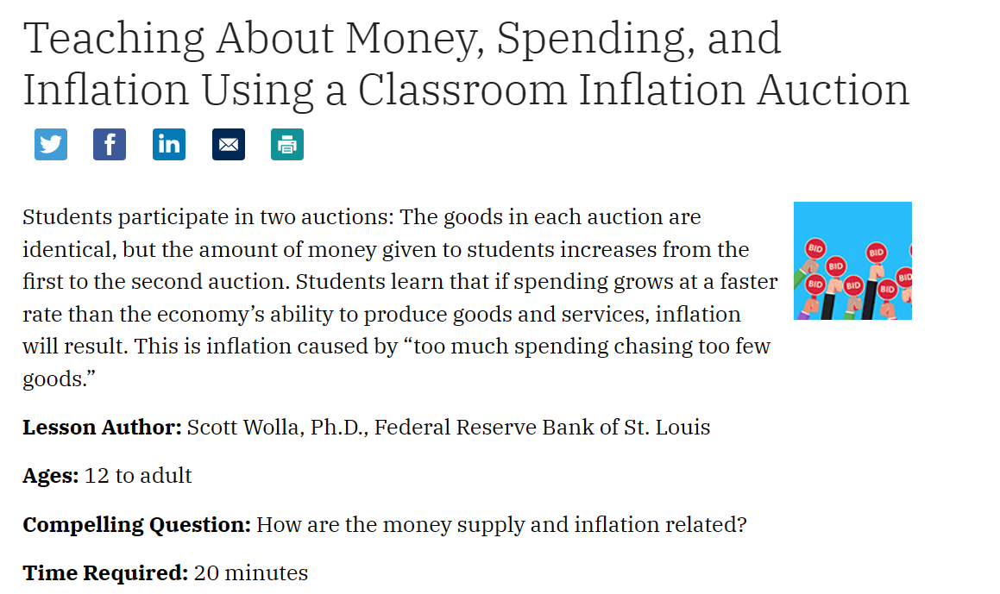 Teaching About Money, Spending, and
Inflation Using a Classroom Inflation Auction
f
in
Students participate in two auctions: The goods in each auction are
identical, but the amount of money given to students increases from the
first to the second auction. Students learn that if spending grows at a faster
rate than the economy’s ability to produce goods and services, inflation
will result. This is inflation caused by “too much spending chasing too few
goods.”
BID
BID
BID
BID
BID
BID
BID
Lesson Author: Scott Wolla, Ph.D., Federal Reserve Bank of St. Louis
Ages: 12 to adult
Compelling Question: How are the money supply and inflation related?
Time Required: 20 minutes